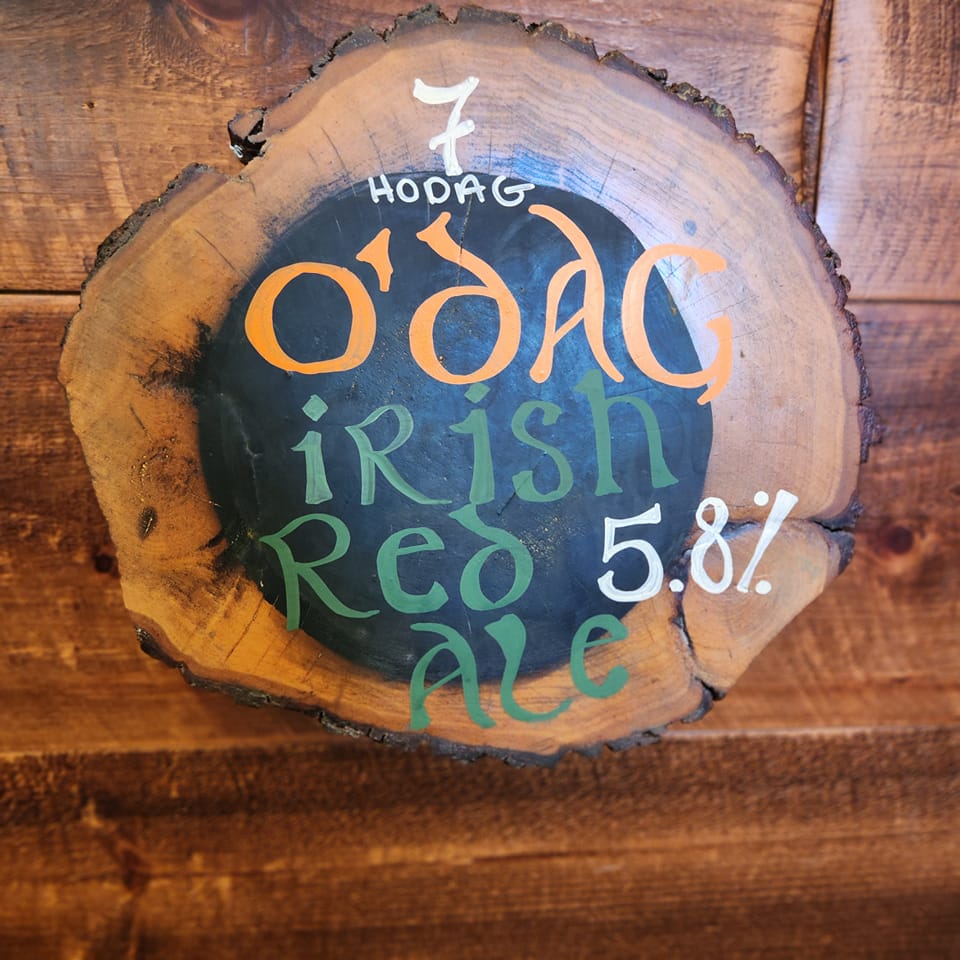 7
HODAG
O'DAG
iRish
Red 5.8%
Ale